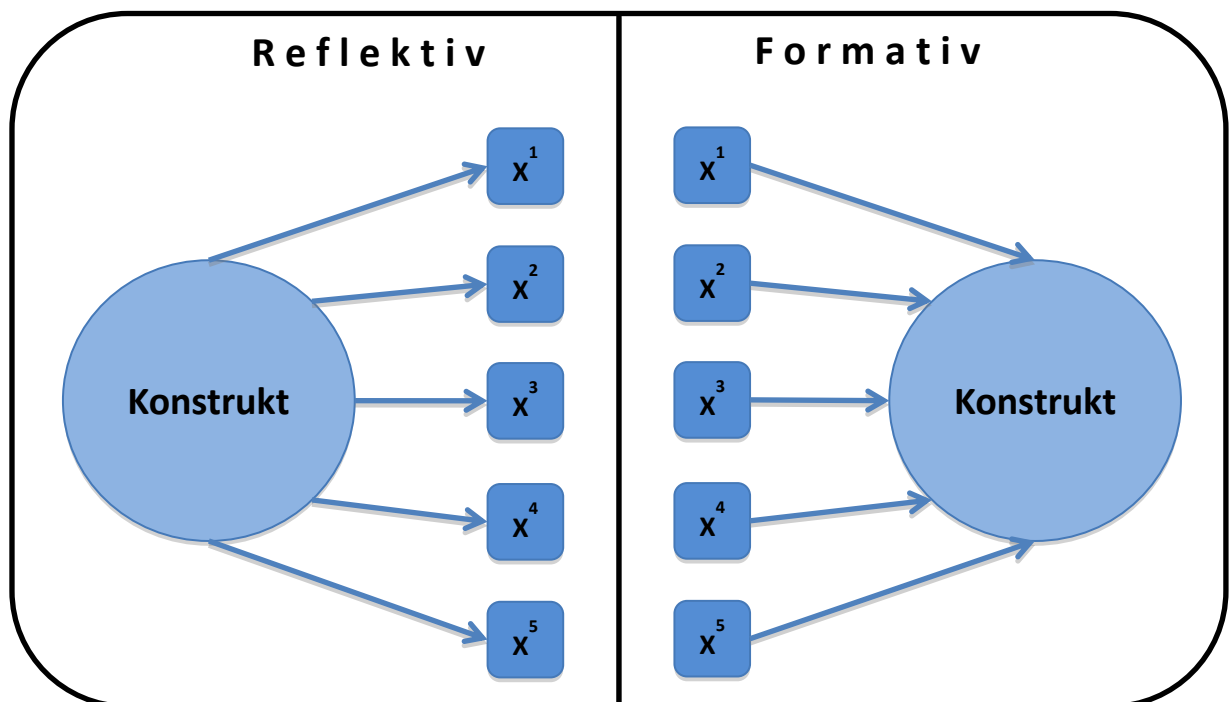 Reflektiv
x1
x2
Konstrukt
x3
x4
x5
Formativ
x1
x2
x3
Konstrukt
x4
x5